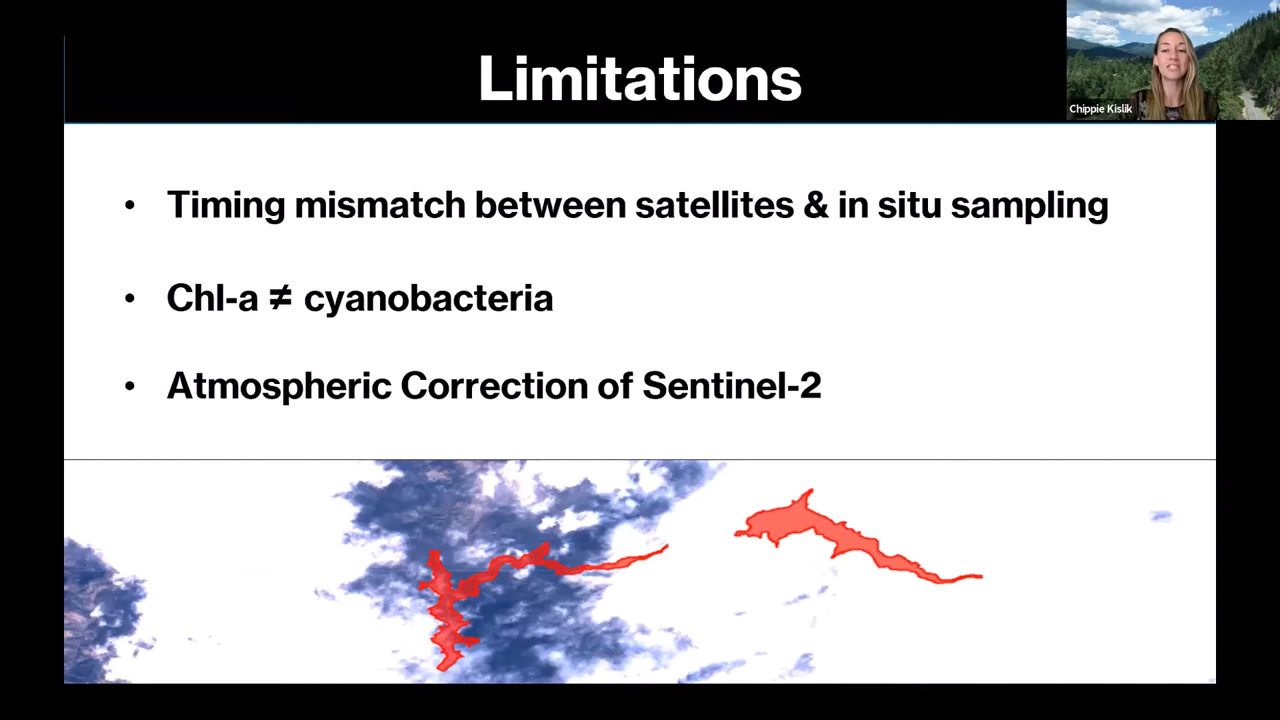 Limitations
Chippie Kislik
• Timing mismatch between satellites & in situ sampling
• Chl-a ≠ cyanobacteria
• Atmospheric Correction of Sentinel-2